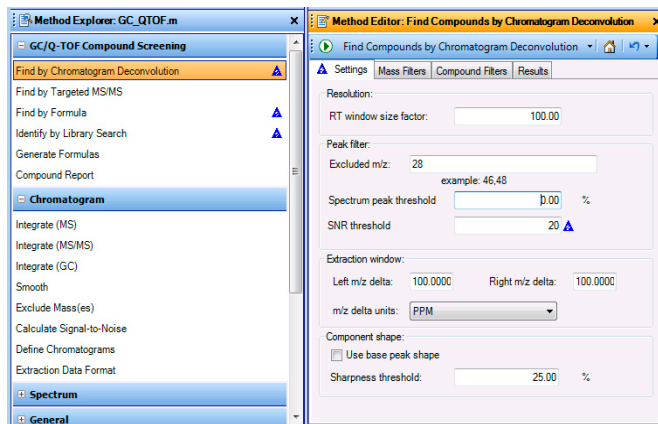 Method Explorer: GC_QTOF.m
GC/Q-TOF Compound Screening
Find by Chromatogram Deconvolution
Find by Targeted MS/MS
Find by Formula
Identify by Library Search
Generate Formulas
Compound Report
Chromatogram
Integrate (MS)
Integrate (MS/MS)
Integrate (GC)
Smooth
Exclude Mass(es)
Calculate Signal-to-Noise
Define Chromatograms
Extraction Data Format
Spectrum
General
Method Editor: Find Compounds by Chromatogram Deconvolution
Find Compounds by Chromatogram Deconvolution
Settings Mass Filters Compound Filters Results
Resolution:
RT window size factor: 100.00
Peak filter:
Excluded m/z: 28
example: 46,48
Spectrum peak threshold 0.00 %
SNR threshold 20
Extraction window:
Left m/z delta: 100.0000 Right m/z delta: 100.0000
m/z delta units: PPM
Component shape:
Use base peak shape
Sharpness threshold: 25.00 %